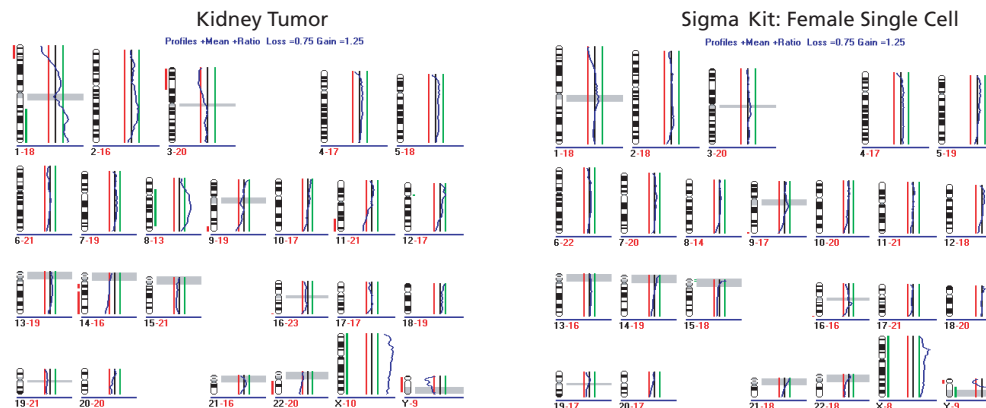 Kidney Tumor
Profiles +Mean +Ratio Loss =0.75 Gain =1.25
1-18 2-16 3-20 4-17 5-18
6-21 7-19 8-13 9-19 10-17 11-21 12-17
13-19 14-16 15-21 16-23 17-17 18-19
19-21 20-20 21-16 22-20 X-10 Y-9
Sigma Kit: Female Single Cell
Profiles +Mean +Ratio Loss =0.75 Gain =1.25
1-18 2-18 3-20 4-17 5-19
6-22 7-20 8-14 9-17 10-20 11-21 12-18
13-16 14-19 15-18 16-16 17-21 18-20
19-17 20-17 21-18 22-18 X-8 Y-9